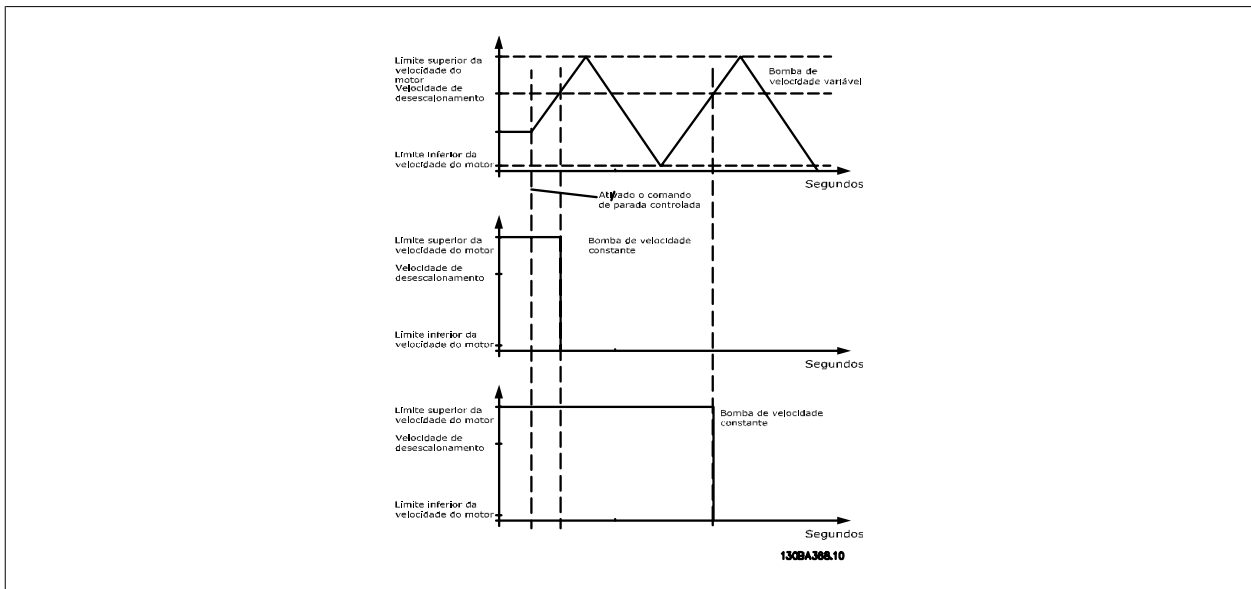 Limite superior da
velocidade do
motor
Velocidade de
desescalonamento
Bomba de
velocidade variável
Limite inferior da
velocidade do motor
Segundos
Ativado o comando
de parada controlada
Limite superior da
velocidade do motor
Bomba de velocidade
constante
Velocidade de
desescalonamento
Limite inferior da
velocidade do motor
Segundos
Limite superior da
velocidade do motor
Bomba de velocidade
constante
Velocidade de
desescalonamento
Limite inferior da
velocidade do motor
Segundos
130BA368.10